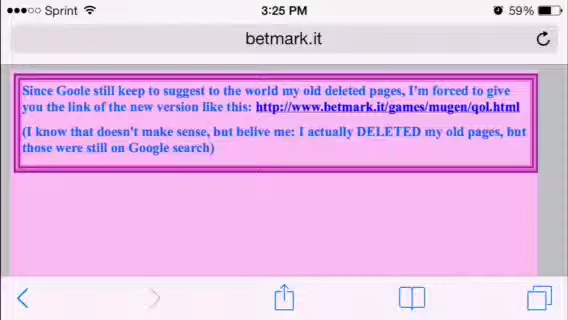 Sprint 3:25 PM 59%
betmark.it
Since Goole still keep to suggest to the world my old deleted pages, I'm forced to give
you the link of the new version like this: http://www.betmark.it/games/mugen/qol.html
(I know that doesn't make sense, but belive me: I actually DELETED my old pages, but
those were still on Google search)